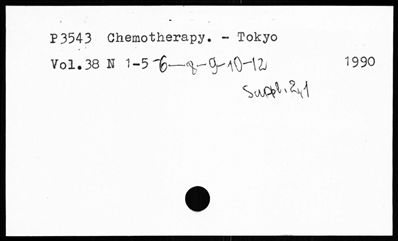 P3543 Chemotherapy. - Tokyo
Vol.38 N 1-5-6-8-9-10-12 1990
Suppl. 2,1